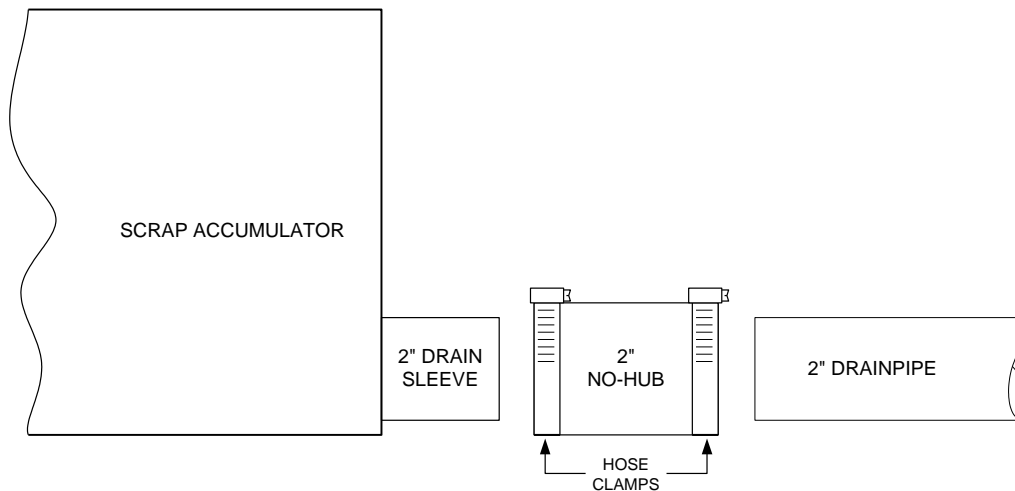 SCRAP ACCUMULATOR
2" DRAIN
SLEEVE
2"
NO-HUB
2" DRAINPIPE
HOSE
CLAMPS